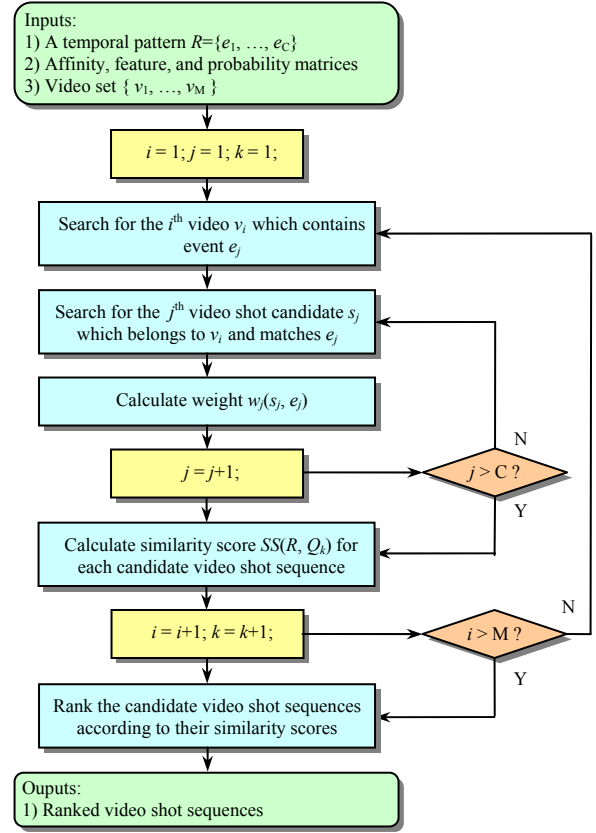 Inputs:
1) A temporal pattern R={e1, …, eC}
2) Affinity, feature, and probability matrices
3) Video set { v1, …, vM }
i = 1; j = 1; k = 1;
Search for the ith video vi which contains
event ej
Search for the jth video shot candidate sj
which belongs to vi and matches ej
Calculate weight wj(sj, ej)
N
j = j+1;
j > C ?
Y
Calculate similarity score SS(R, Qk) for
each candidate video shot sequence
N
i = i+1; k = k+1;
i > M ?
Y
Rank the candidate video shot sequences
according to their similarity scores
Ouputs:
1) Ranked video shot sequences